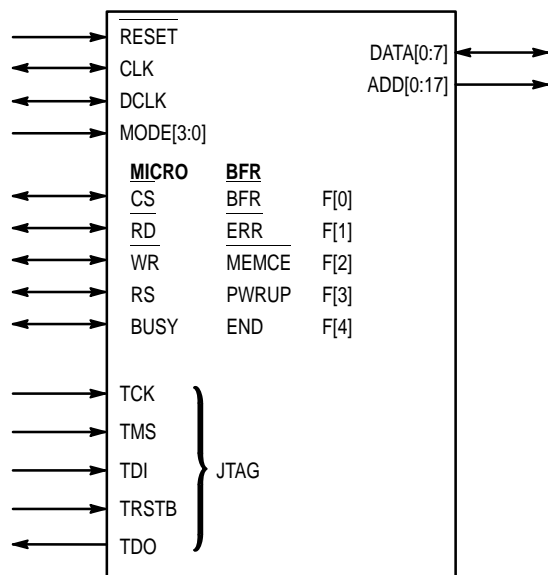 RESET
CLK
DCLK
MODE[3:0]
DATA[0:7]
ADD[0:17]
MICRO BFR
CS BFR F[0]
RD ERR F[1]
WR MEMCE F[2]
RS PWRUP F[3]
BUSY END F[4]
TCK
TMS
TDI
TRSTB
TDO
JTAG